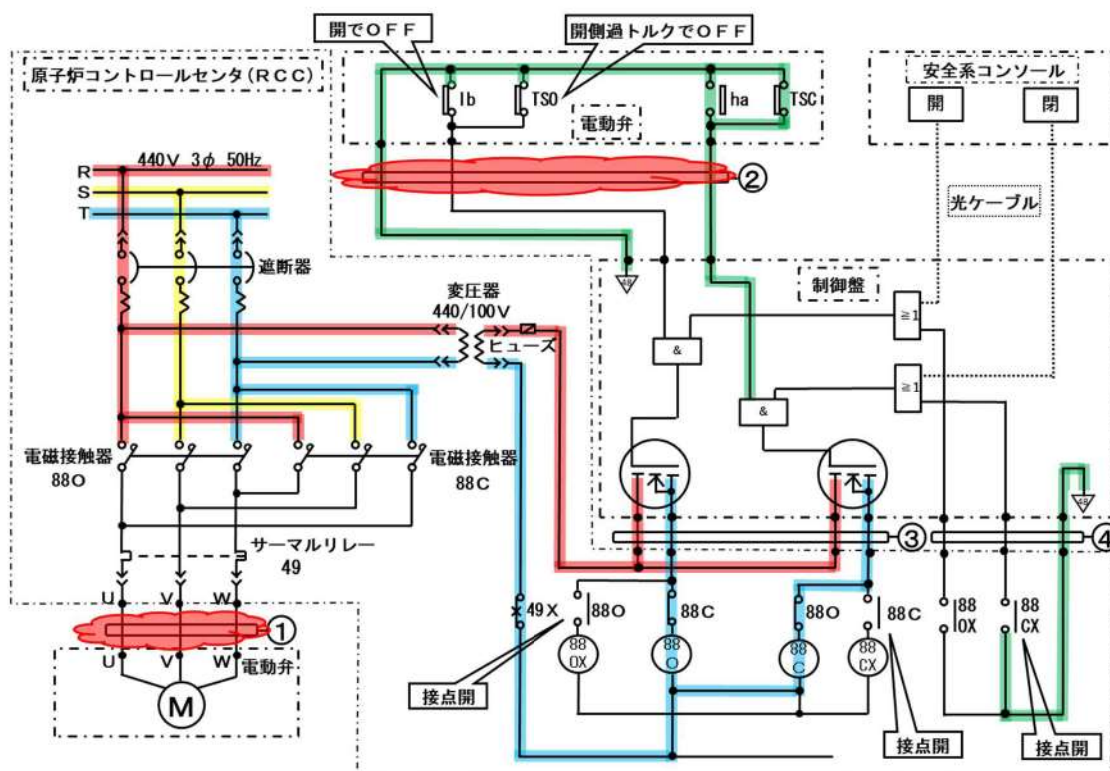 開でOFF
開側過トルクでOFF
原子炉コントロールセンタ(RCC)
安全系コンソール
開
閉
lb
TSO
ha
TSC
電動弁
440V 3φ 50Hz
R
S
T
②
光ケーブル
遮断器
変圧器
440/100V
ヒューズ
48
制御盤
≧1
&
≧1
&
電磁接触器
88O
電磁接触器
88C
サーマルリレー
49
③
④
48
U
V
W
①
49X
88O
88C
88O
88C
88
OX
88
CX
U
V
W
電動弁
M
88
OX
88
O
88
C
88
CX
接点開
接点開
接点開